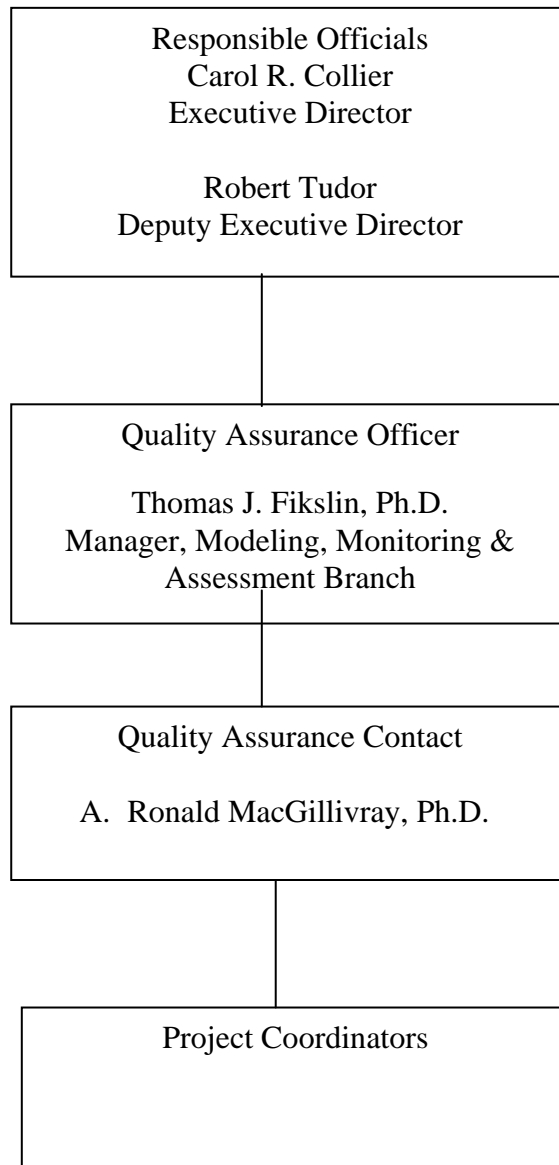 Responsible Officials
Carol R. Collier
Executive Director
Robert Tudor
Deputy Executive Director
Quality Assurance Officer
Thomas J. Fikslin, Ph.D.
Manager, Modeling, Monitoring &
Assessment Branch
Quality Assurance Contact
A. Ronald MacGillivray, Ph.D.
Project Coordinators